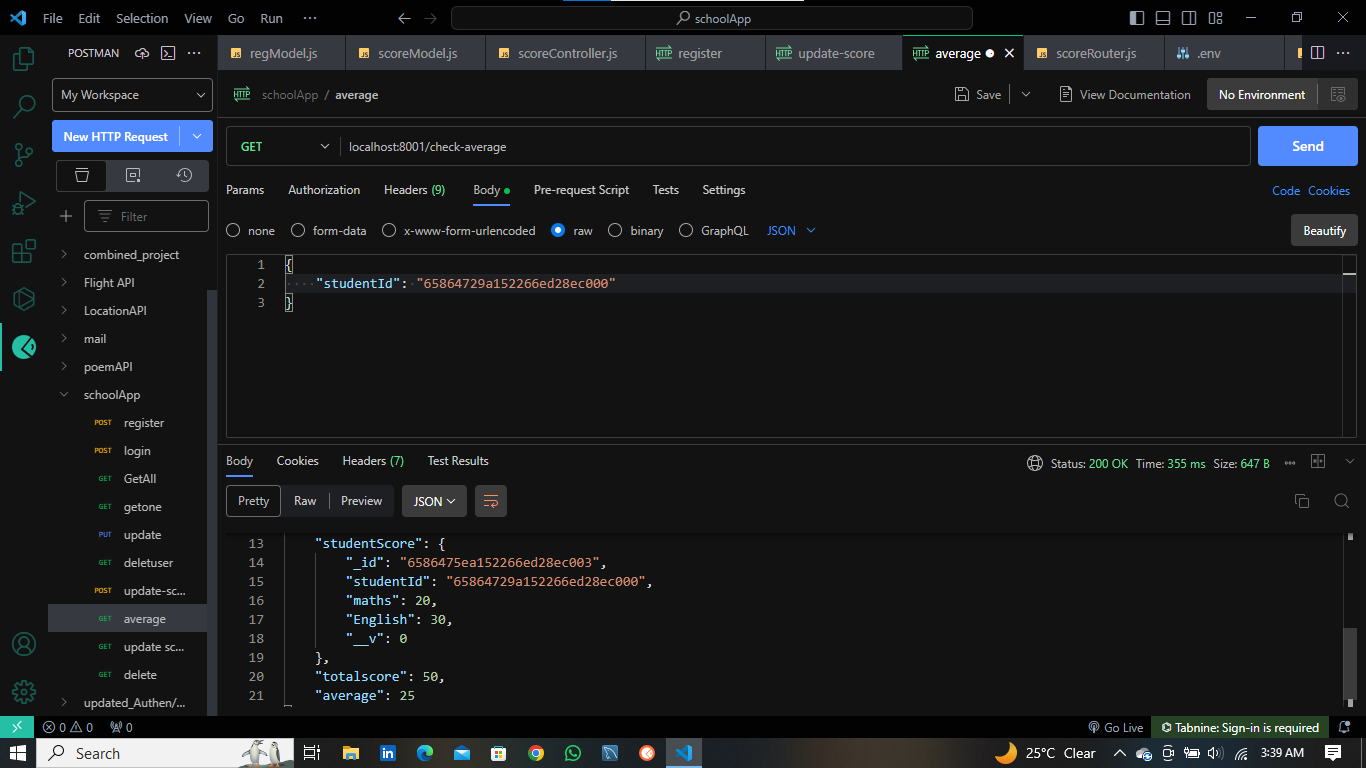 File Edit Selection View Go Run ··· schoolApp
POSTMAN ···
regModel.js scoreModel.js scoreController.js register update-score average scoreRouter.js .env ···
My Workspace
schoolApp / average Save View Documentation No Environment
New HTTP Request
GET localhost:8001/check-average Send
Params Authorization Headers (9) Body Pre-request Script Tests Settings Code Cookies
Filter
none form-data x-www-form-urlencoded raw binary GraphQL JSON Beautify
combined_project
Flight API
LocationAPI
mail
poemAPI
schoolApp
POST register
POST login
GET GetAll
GET getone
PUT update
GET deletuser
POST update-sc...
GET average
GET update sc...
GET delete
updated_Authen/...
1 {
2 "studentId": "65864729a152266ed28ec000"
3 }
Body Cookies Headers (7) Test Results Status: 200 OK Time: 355 ms Size: 647 B
Pretty Raw Preview JSON
13 "studentScore": {
14 "_id": "6586475ea152266ed28ec003",
15 "studentId": "65864729a152266ed28ec000",
16 "maths": 20,
17 "English": 30,
18 "__v": 0
19 },
20 "totalscore": 50,
21 "average": 25
0 0 0 Go Live Tabnine: Sign-in is required
Search 25°C Clear 3:39 AM